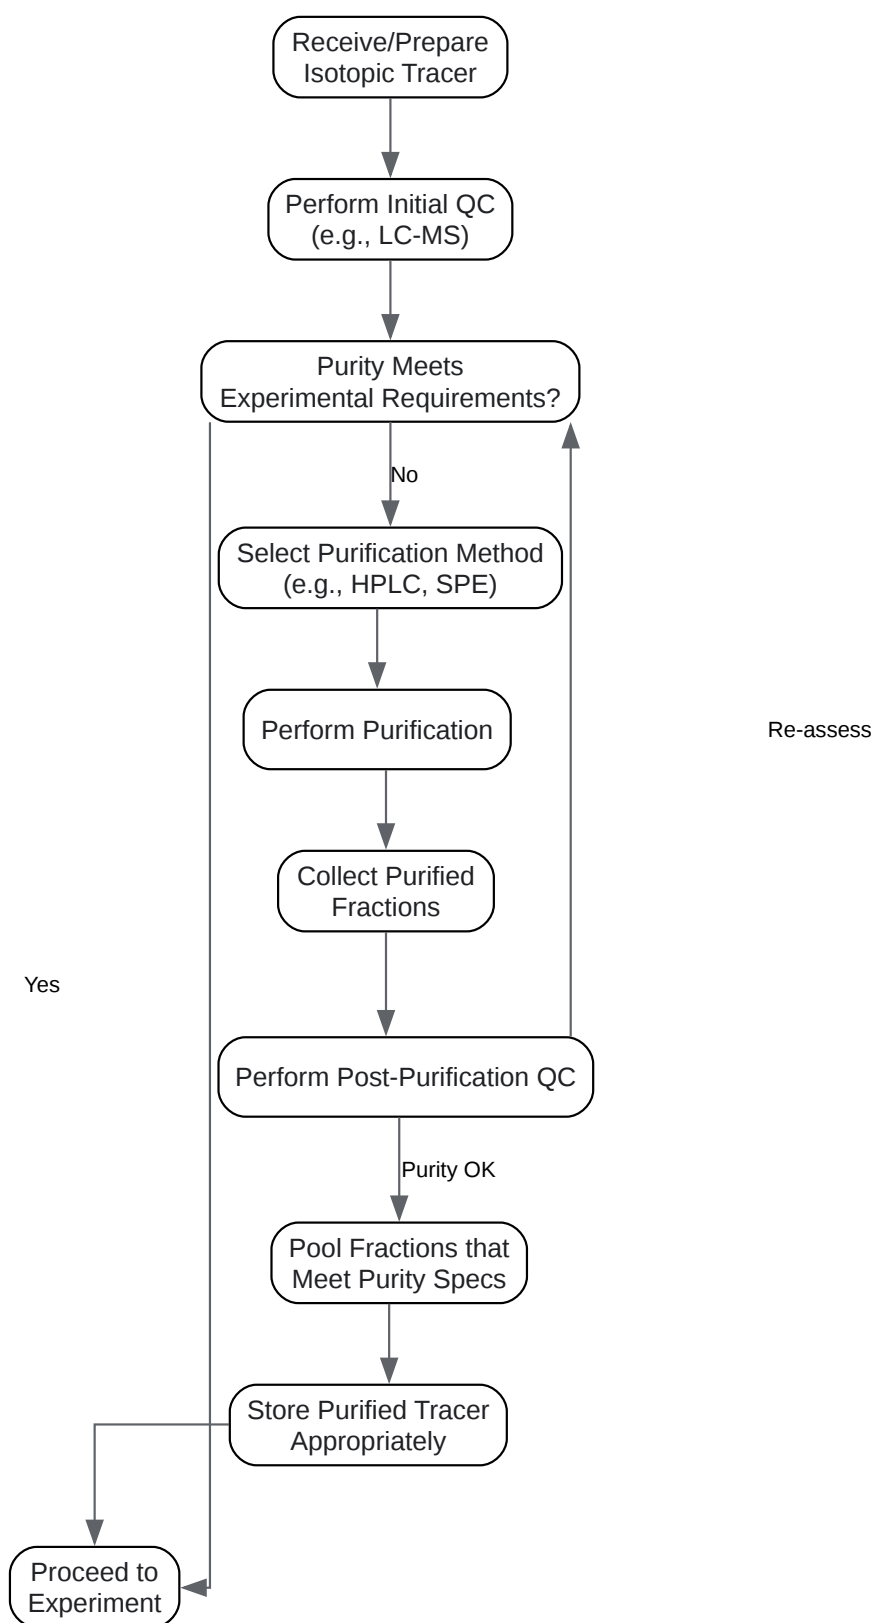 Receive/Prepare
Isotopic Tracer
Perform Initial QC
(e.g., LC-MS)
Purity Meets
Experimental Requirements?
No
Select Purification Method
(e.g., HPLC, SPE)
Perform Purification
Re-assess
Collect Purified
Fractions
Yes
Perform Post-Purification QC
Purity OK
Pool Fractions that
Meet Purity Specs
Store Purified Tracer
Appropriately
Proceed to
Experiment